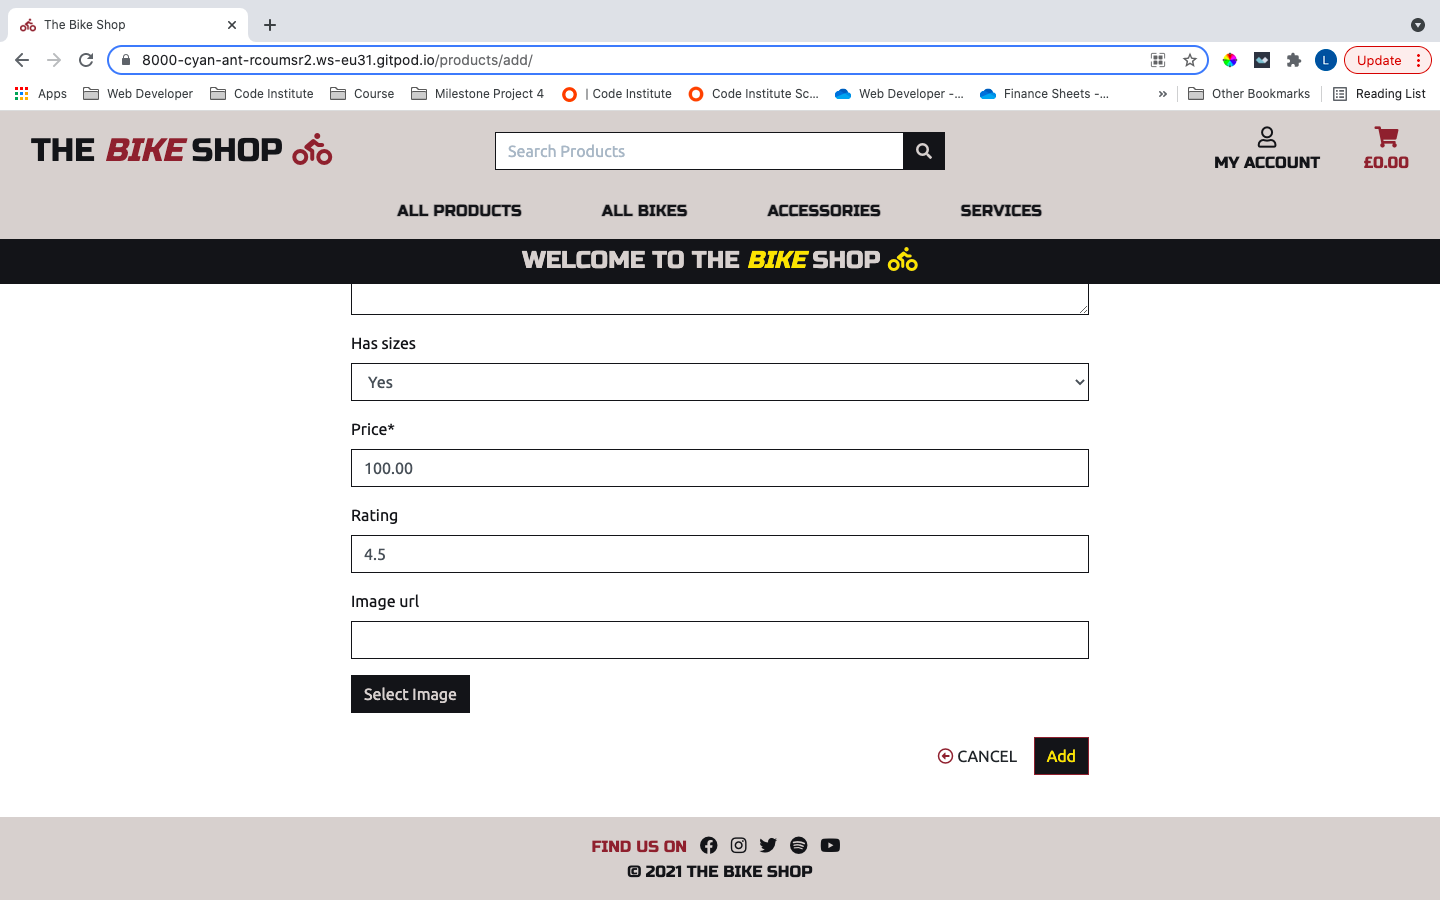 The Bike Shop
8000-cyan-ant-rcoumsr2.ws-eu31.gitpod.io/products/add/
L
Update
Apps
Web Developer
Code Institute
Course
Milestone Project 4
| Code Institute
Code Institute Sc...
Web Developer -...
Finance Sheets -...
»
Other Bookmarks
Reading List
THE BIKE SHOP
Search Products
MY ACCOUNT
£0.00
ALL PRODUCTS
ALL BIKES
ACCESSORIES
SERVICES
WELCOME TO THE BIKE SHOP
Has sizes
Yes
Price*
100.00
Rating
4.5
Image url
Select Image
CANCEL
Add
FIND US ON
© 2021 THE BIKE SHOP